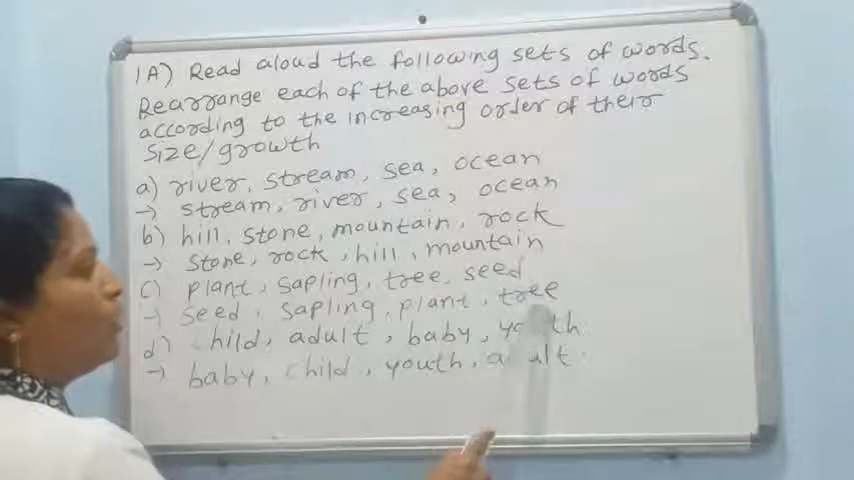 1A) Read aloud the following sets of words.
Rearrange each of the above sets of words
according to the increasing order of their
size/growth
a) river, stream, sea, ocean
→ stream, river, sea, ocean
b) hill, stone, mountain, rock
→ stone, rock, hill, mountain
c) plant, sapling, tree, seed
→ seed, sapling, plant, tree
d) child, adult, baby, youth
→ baby, child, youth, adult.